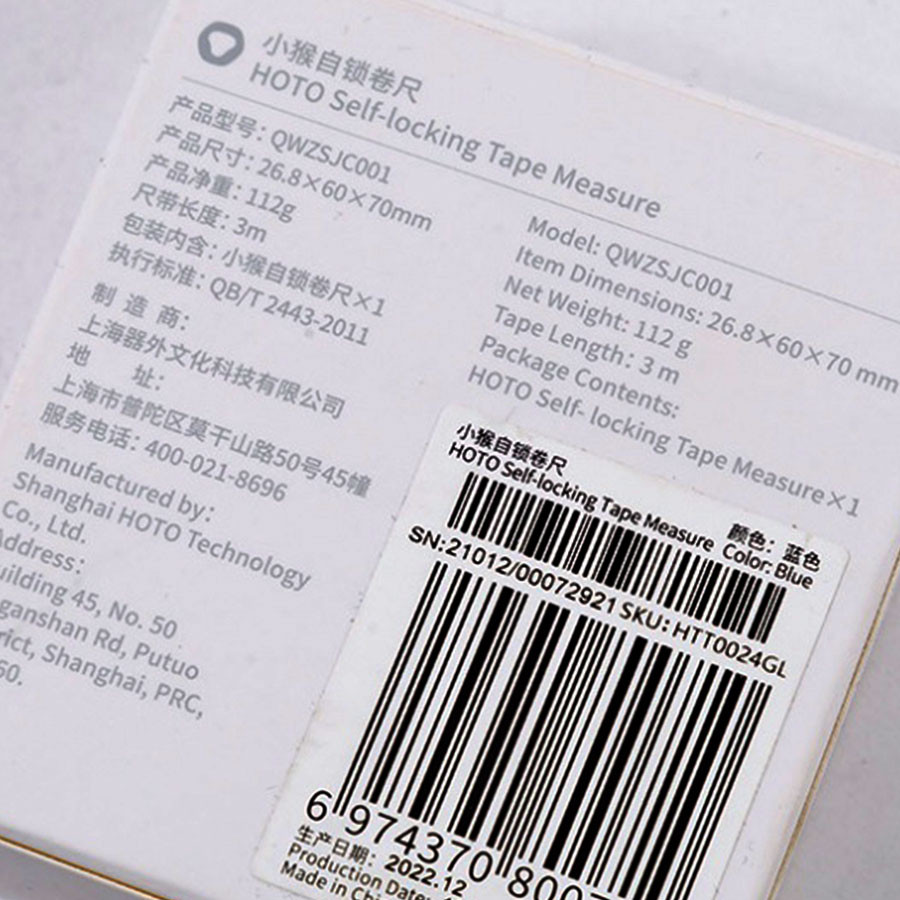 小猴自锁卷尺
HOTO Self-locking Tape Measure
产品型号: QWZSJC001
产品尺寸: 26.8×60×70mm
产品净重: 112g
尺带长度: 3m
包装内含: 小猴自锁卷尺×1
执行标准: QB/T 2443-2011
制 造 商:
上海器外文化科技有限公司
地 址:
上海市普陀区莫干山路50号45幢
服务电话: 400-021-8696
Manufactured by:
Shanghai HOTO Technology
Co., Ltd.
Address:
uilding 45, No. 50
ganshan Rd, Putuo
rict, Shanghai, PRC,
60.
Model: QWZSJC001
Item Dimensions: 26.8×60×70 mm
Net Weight: 112 g
Tape Length: 3 m
Package Contents:
HOTO Self- locking Tape Measure×1
小猴自锁卷尺
HOTO Self-locking Tape Measure
颜色: 蓝色
Color: Blue
SN:21012/00072921 SKU: HTT0024GL
6 974370 800
生产日期: 2022.12
Production Date:
Made in Chi